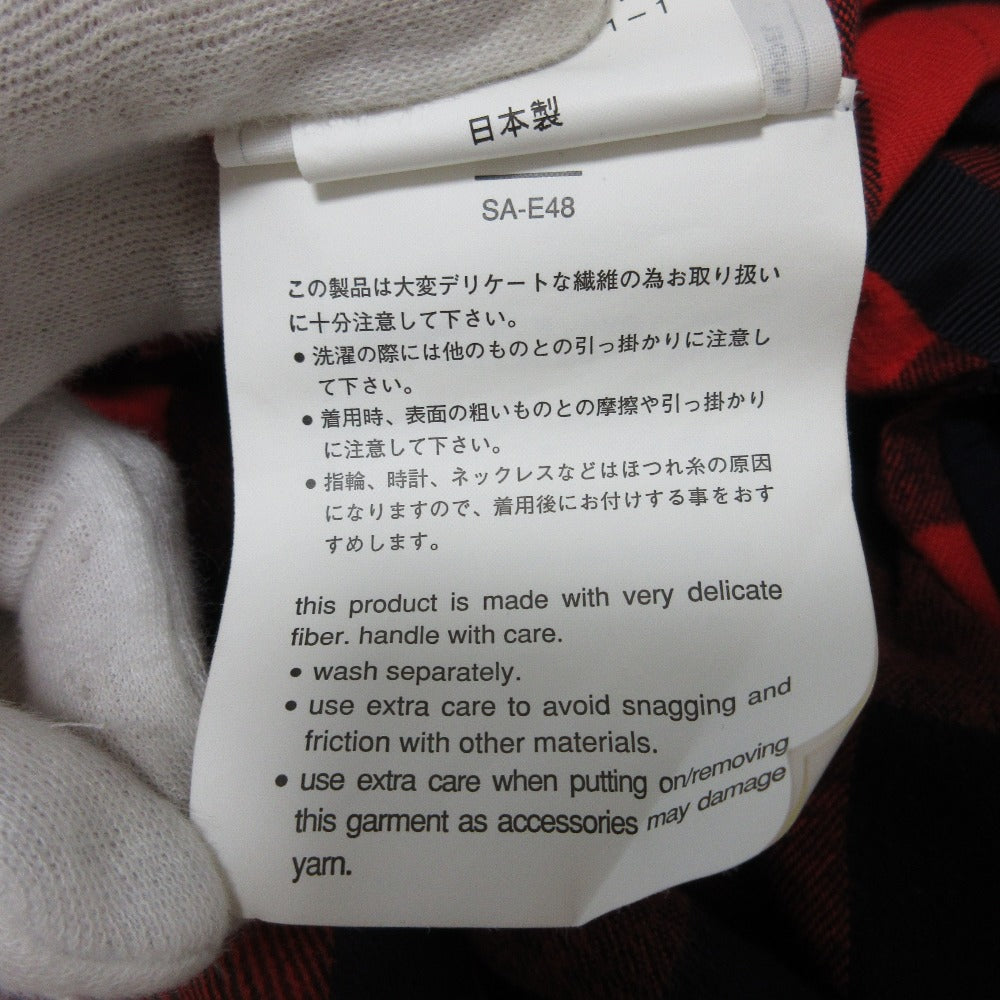 1-1
日本製
SA-E48
この製品は大変デリケートな繊維の為お取り扱い
に十分注意して下さい。
● 洗濯の際には他のものとの引っ掛かりに注意し
て下さい。
● 着用時、表面の粗いものとの摩擦や引っ掛かり
に注意して下さい。
● 指輪、時計、ネックレスなどはほつれ糸の原因
になりますので、着用後にお付けする事をおす
すめします。
this product is made with very delicate
fiber. handle with care.
● wash separately.
● use extra care to avoid snagging and
friction with other materials.
● use extra care when putting on/removing
this garment as accessories may damage
yarn.